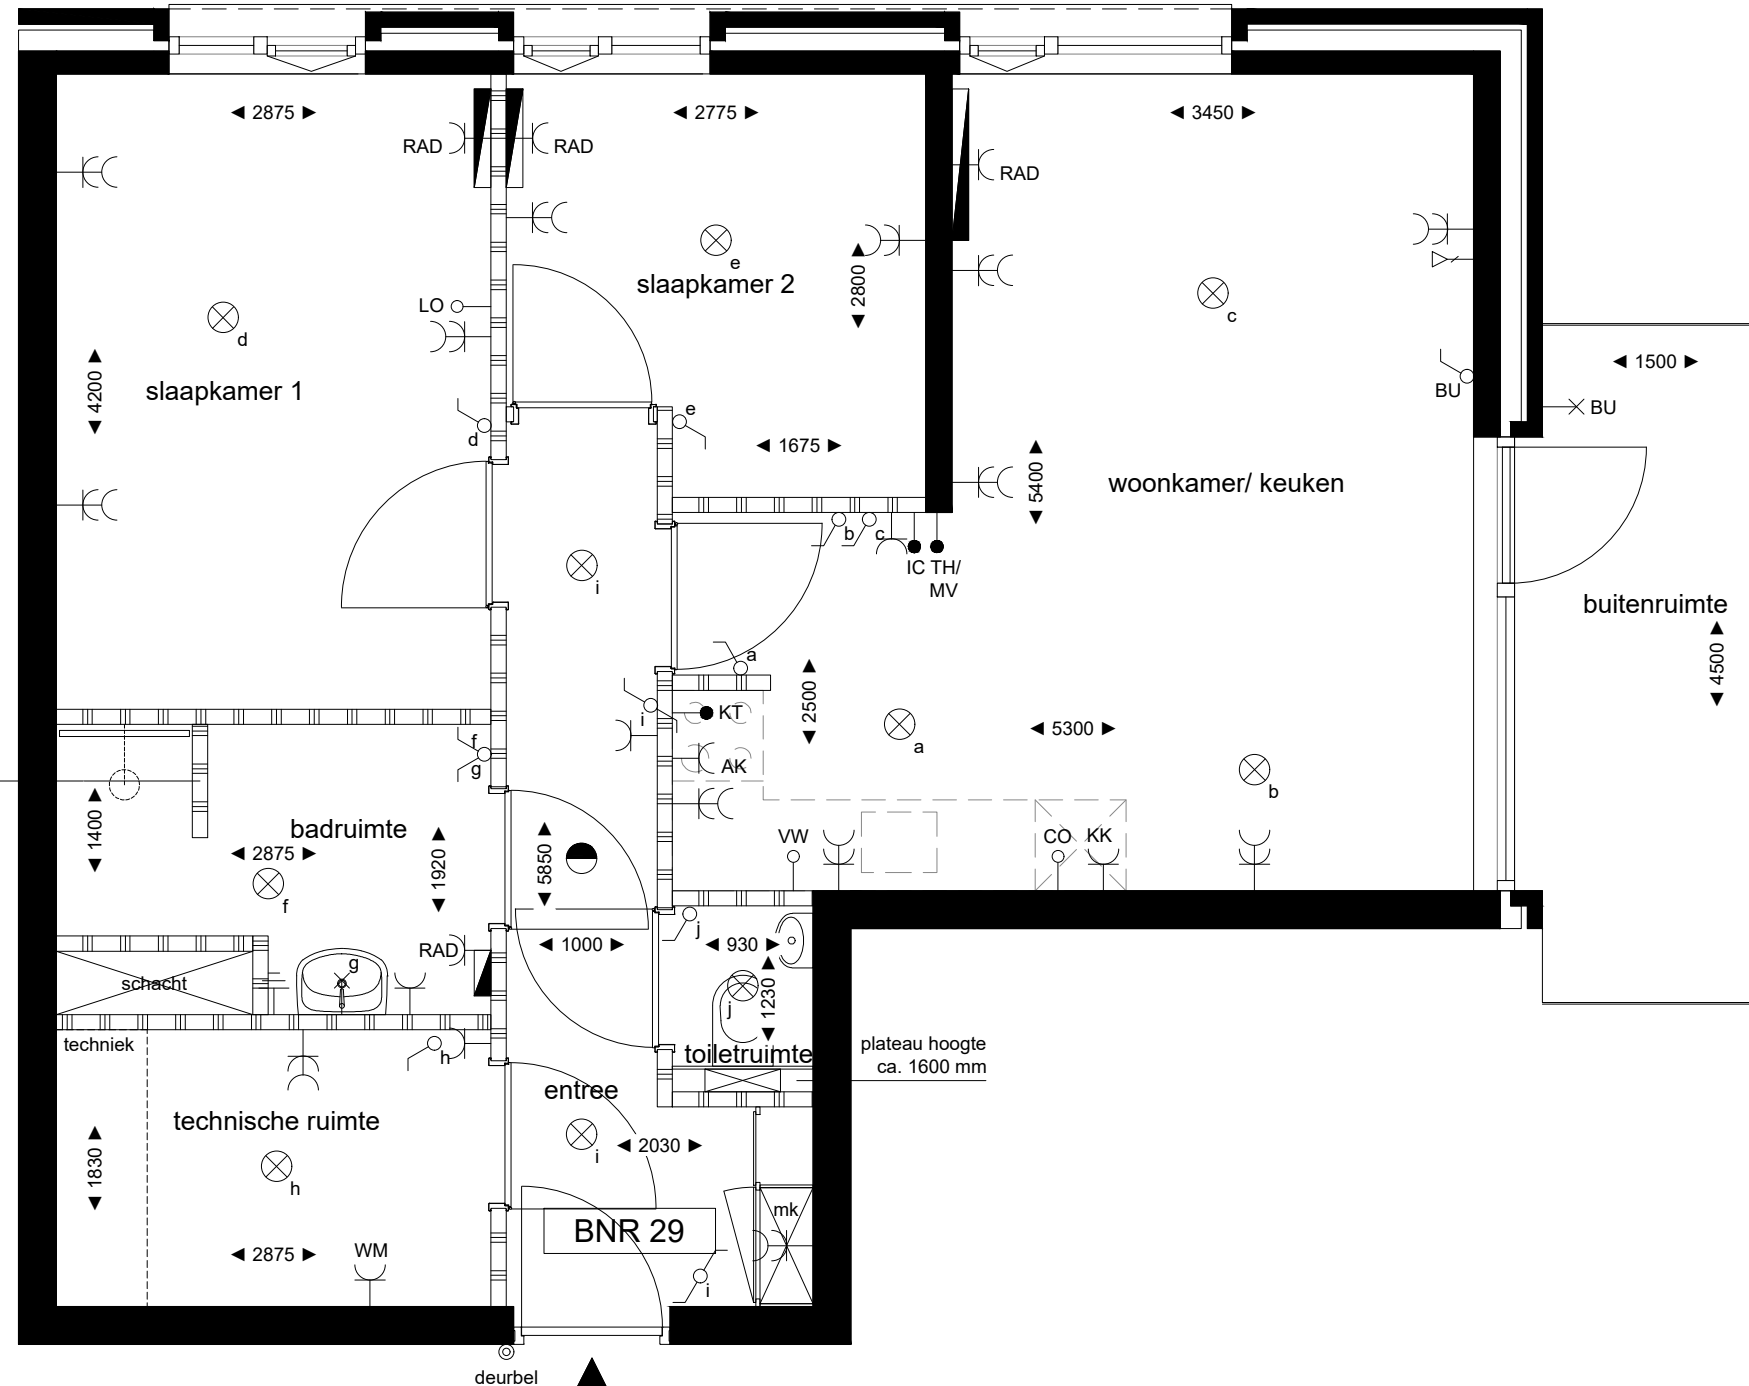 2875
2775
3450
RAD
RAD
RAD
e
slaapkamer 2
2800
LO
c
d
1500
BU
BU
slaapkamer 1
4200
d
e
1675
5400
woonkamer/ keuken
b
c
IC TH/
MV
i
buitenruimte
4500
a
2500
i
KT
a
5300
f
g
AK
b
1400
badruimte
2875
1920
5850
VW
CO
KK
f
j
RAD
1000
930
g
schacht
j
1230
techniek
h
toiletruimte
plateau hoogte
ca. 1600 mm
entree
technische ruimte
1830
i
2030
h
mk
BNR 29
2875
WM
i
deurbel